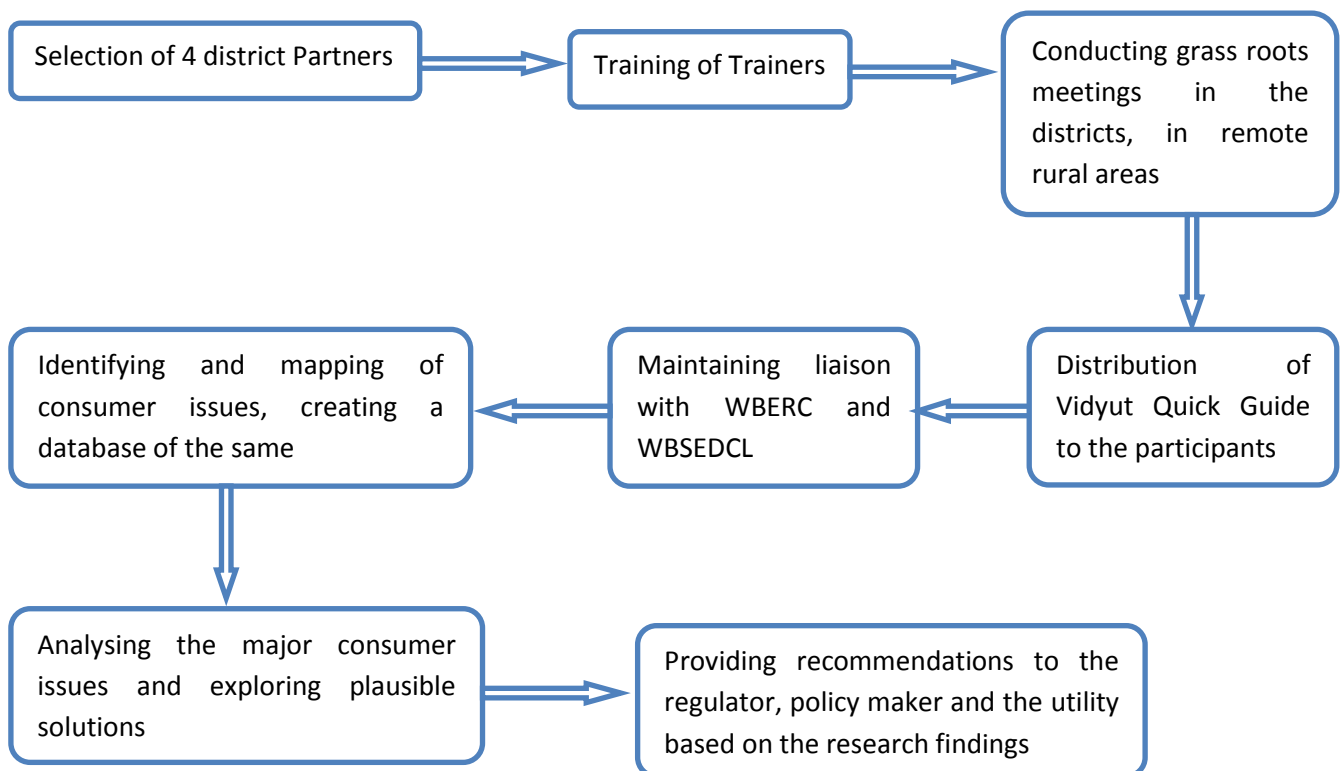 Selection of 4 district Partners
Training of Trainers
Conducting grass roots
meetings in the
districts, in remote
rural areas
Distribution of
Vidyut Quick Guide
to the participants
Maintaining liaison
with WBERC and
WBSEDCL
Identifying and mapping of
consumer issues, creating a
database of the same
Analysing the major consumer
issues and exploring plausible
solutions
Providing recommendations to the
regulator, policy maker and the utility
based on the research findings